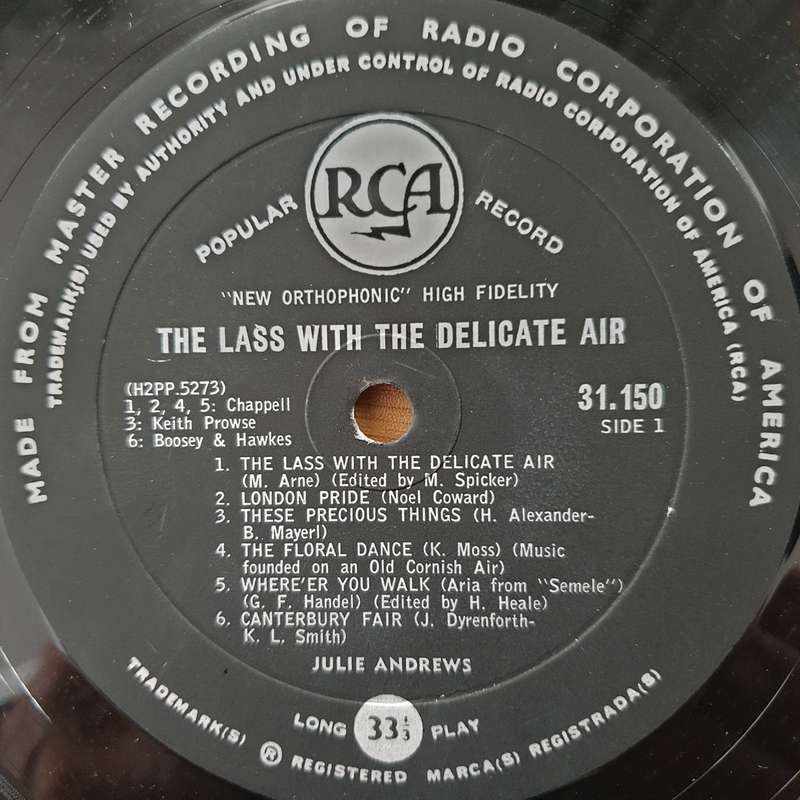 MADE FROM MASTER RECORDING OF RADIO CORPORATION OF AMERICA
TRADEMARK(S) USED BY AUTHORITY AND UNDER CONTROL OF RADIO CORPORATION OF AMERICA (RCA)
RCA
POPULAR RECORD
"NEW ORTHOPHONIC" HIGH FIDELITY
THE LASS WITH THE DELICATE AIR
(H2PP.5273)
1, 2, 4, 5: Chappell
3: Keith Prowse
6: Boosey & Hawkes
31.150
SIDE 1
1. THE LASS WITH THE DELICATE AIR
(M. Arne) (Edited by M. Spicker)
2. LONDON PRIDE (Noel Coward)
3. THESE PRECIOUS THINGS (H. Alexander-
B. Mayerl)
4. THE FLORAL DANCE (K. Moss) (Music
founded on an Old Cornish Air)
5. WHERE'ER YOU WALK (Aria from "Semele")
(G. F. Handel) (Edited by H. Heale)
6. CANTERBURY FAIR (J. Dyrenforth-
K. L. Smith)
JULIE ANDREWS
LONG 33⅓ PLAY
TRADEMARK(S) ® REGISTERED MARCA(S) REGISTRADA(S)